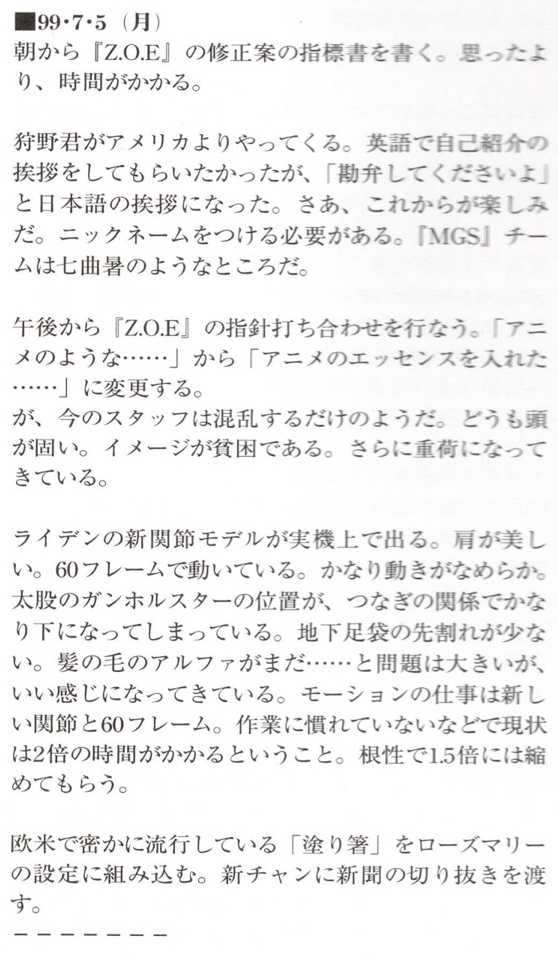 ■99・7・5（月）
朝から『Z.O.E』の修正案の指標書を書く。思ったよ
り、時間がかかる。
狩野君がアメリカよりやってくる。英語で自己紹介の
挨拶をしてもらいたかったが、「勘弁してくださいよ」
と日本語の挨拶になった。さあ、これからが楽しみ
だ。ニックネームをつける必要がある。『MGS』チー
ムは七曲暑のようなところだ。
午後から『Z.O.E』の指針打ち合わせを行なう。「アニ
メのような……」から「アニメのエッセンスを入れた
……」に変更する。
が、今のスタッフは混乱するだけのようだ。どうも頭
が固い。イメージが貧困である。さらに重荷になって
きている。
ライデンの新関節モデルが実機上で出る。肩が美し
い。60フレームで動いている。かなり動きがなめらか。
太股のガンホルスターの位置が、つなぎの関係でかな
り下になってしまっている。地下足袋の先割れが少な
い。髪の毛のアルファがまだ……と問題は大きいが、
いい感じになってきている。モーションの仕事は新し
い関節と60フレーム。作業に慣れていないなどで現状
は2倍の時間がかかるということ。根性で1.5倍には縮
めてもらう。
欧米で密かに流行している「塗り箸」をローズマリー
の設定に組み込む。新チャンに新聞の切り抜きを渡
す。
－－－－－－－